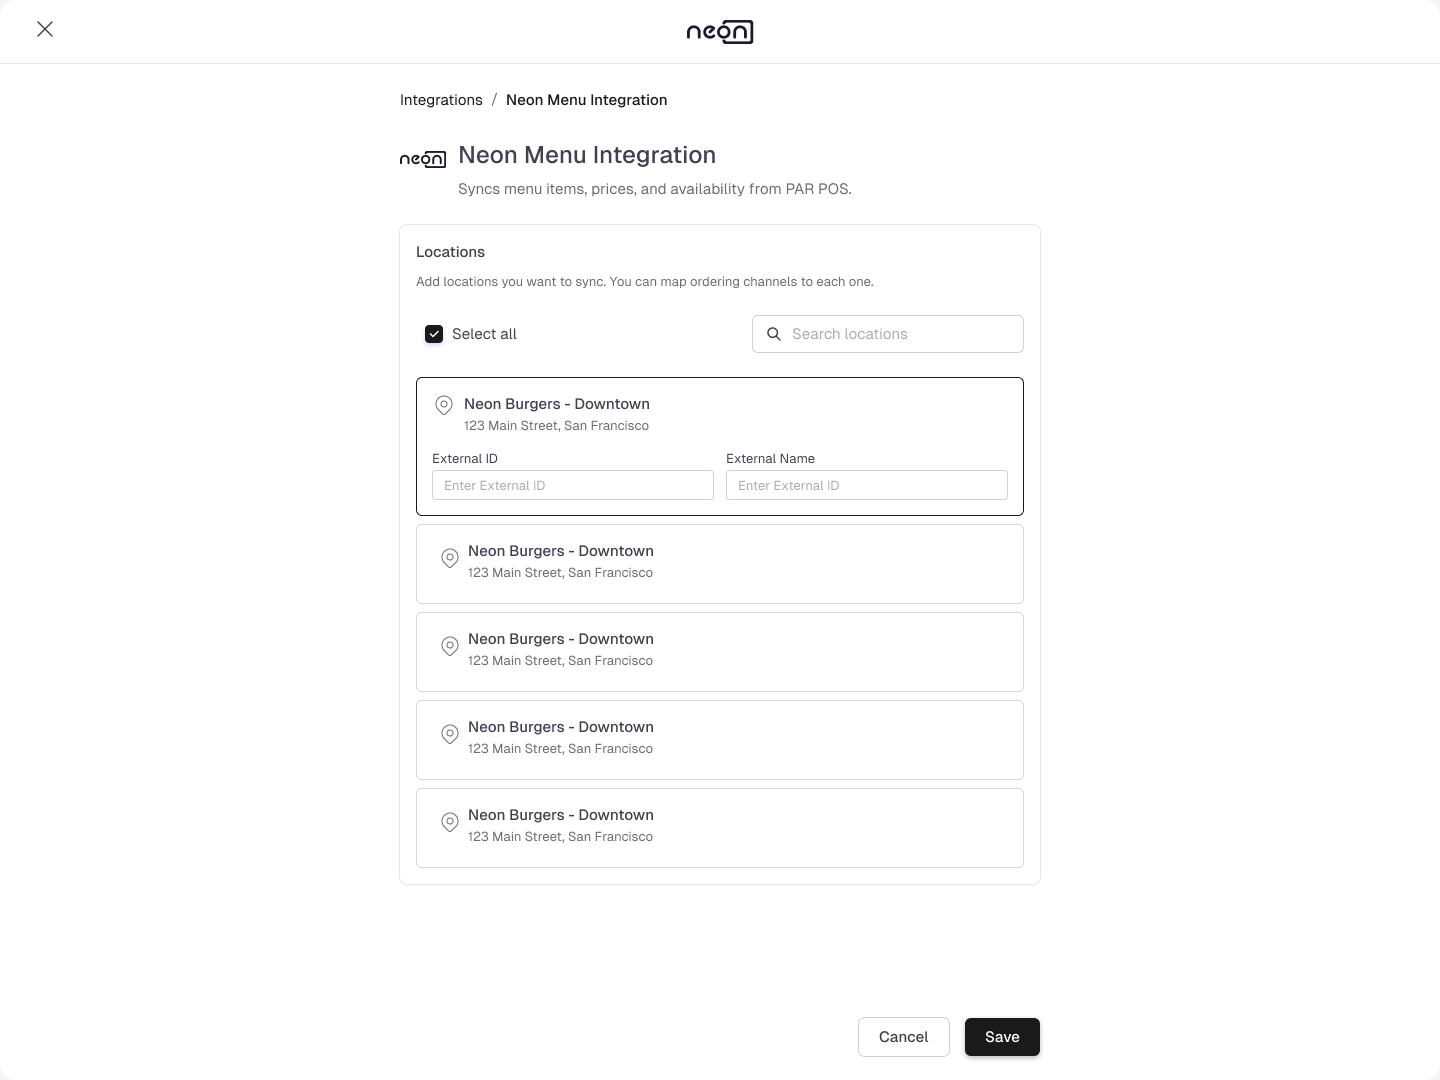 neon
Integrations / Neon Menu Integration
neon
Neon Menu Integration
Syncs menu items, prices, and availability from PAR POS.
Locations
Add locations you want to sync. You can map ordering channels to each one.
Select all
Search locations
Neon Burgers - Downtown
123 Main Street, San Francisco
External ID
External Name
Enter External ID
Enter External ID
Neon Burgers - Downtown
123 Main Street, San Francisco
Neon Burgers - Downtown
123 Main Street, San Francisco
Neon Burgers - Downtown
123 Main Street, San Francisco
Neon Burgers - Downtown
123 Main Street, San Francisco
Cancel
Save